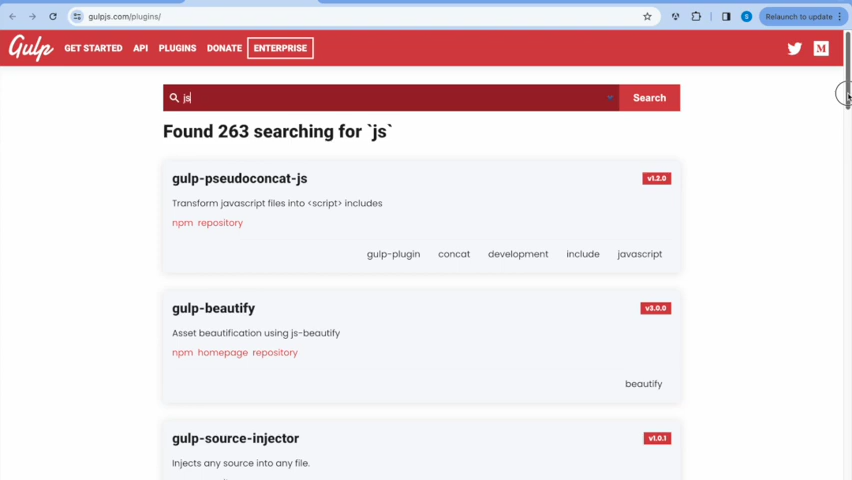 gulpjs.com/plugins/
S
Relaunch to update
Gulp GET STARTED API PLUGINS DONATE ENTERPRISE
M
js
Search
Found 263 searching for `js`
gulp-pseudoconcat-js
v1.2.0
Transform javascript files into <script> includes
npm repository
gulp-plugin concat development include javascript
gulp-beautify
v3.0.0
Asset beautification using js-beautify
npm homepage repository
beautify
gulp-source-injector
v1.0.1
Injects any source into any file.